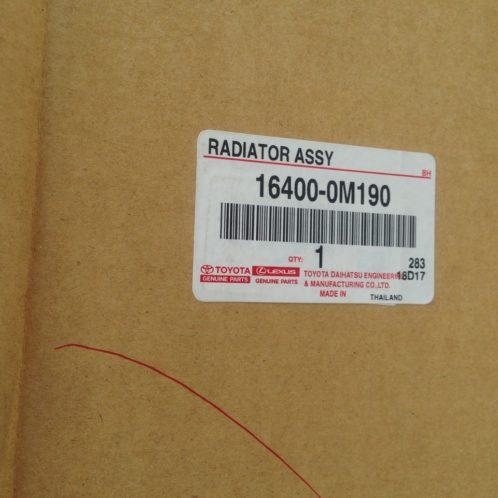 RADIATOR ASSY
BH
16400-0M190
QTY: 1
283
18D17
TOYOTA
GENUINE PARTS
LEXUS
GENUINE PARTS
TOYOTA DAIHATSU ENGINEERING
& MANUFACTURING CO.,LTD.
MADE IN THAILAND